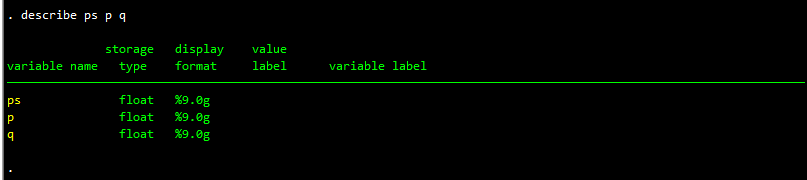 . describe ps p q
storage display value
variable name type format label variable label
ps float %9.0g
p float %9.0g
q float %9.0g
.